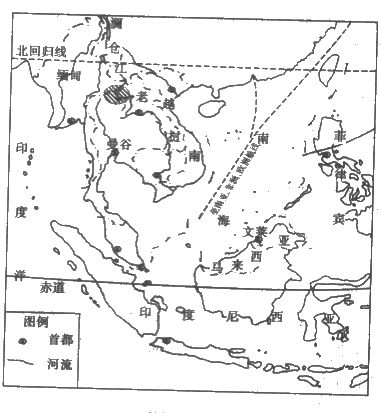 澜
沧
江
北回归线
缅甸
老
挝
越
南
曼谷
菲
律
宾
印
度
洋
南
海
文莱
马来西亚
赤道
印度尼西亚
图例
首都
河流